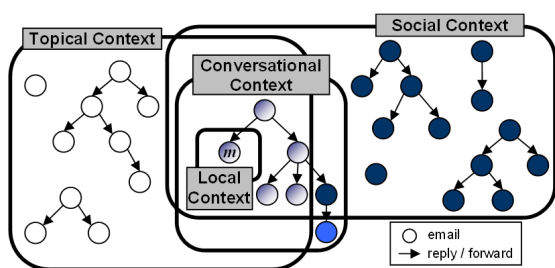 Social Context
Topical Context
Conversational
Context
m
Local
Context
email
reply / forward